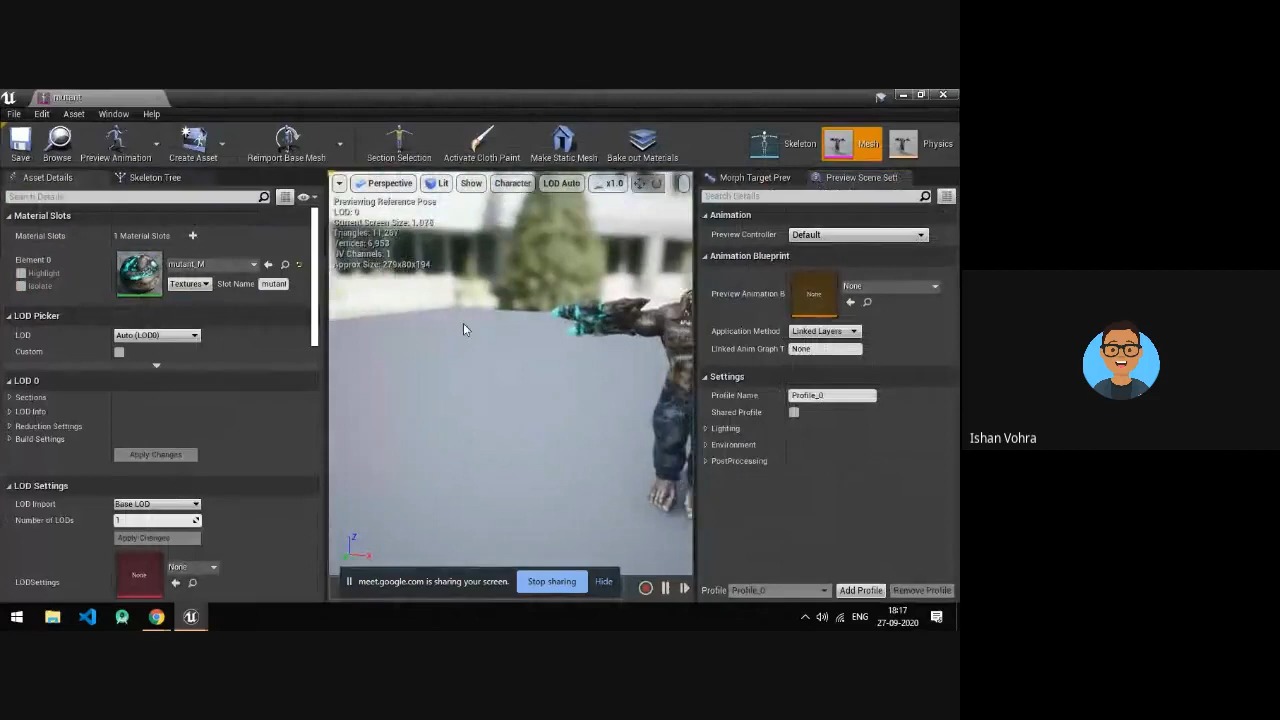 mutant
File Edit Asset Window Help
Save Browse Preview Animation Create Asset Reimport Base Mesh Section Selection Activate Cloth Paint Make Static Mesh Bake out Materials Skeleton Mesh Physics
Asset Details Skeleton Tree
Search Details
Material Slots
Material Slots 1 Material Slots
Element 0
Highlight
Isolate
mutant_M
Textures Slot Name mutant
LOD Picker
LOD Auto (LOD0)
Custom
LOD 0
Sections
LOD Info
Reduction Settings
Build Settings
Apply Changes
LOD Settings
LOD Import Base LOD
Number of LODs 1
Apply Changes
LODSettings None None
Perspective Lit Show Character LOD Auto x1.0
Previewing Reference Pose
LOD: 0
Current Screen Size: 1.078
Triangles: 11,267
Vertices: 6,953
UV Channels: 1
Approx Size: 279x80x194
Z
X
meet.google.com is sharing your screen. Stop sharing Hide
Morph Target Prev Preview Scene Sett
Search Details
Animation
Preview Controller Default
Animation Blueprint
Preview Animation B None None
Application Method Linked Layers
Linked Anim Graph T None
Settings
Profile Name Profile_0
Shared Profile
Lighting
Environment
PostProcessing
Profile Profile_0 Add Profile Remove Profile
ENG
18:17
27-09-2020
Ishan Vohra